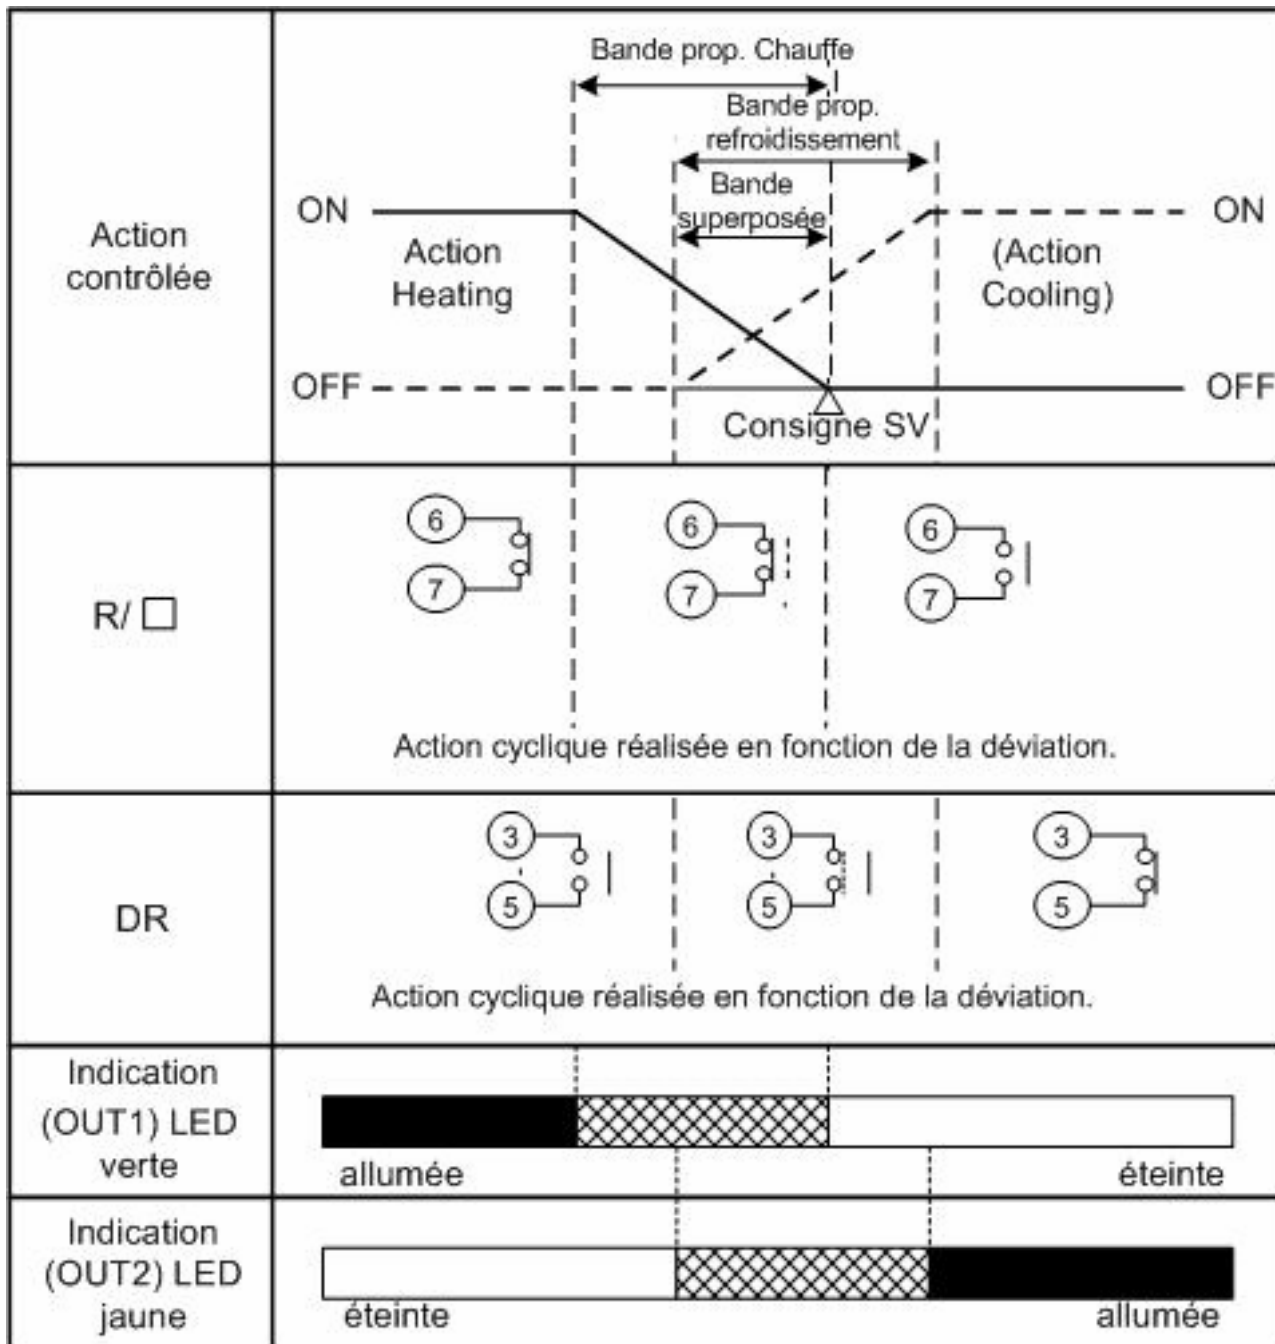 Bande prop. Chauffe
Bande prop.
refroidissement
Bande
superposée
ON
ON
Action
contrôlée
Action
Heating
(Action
Cooling)
OFF
OFF
Consigne SV
R/ □
6
7
6
7
6
7
Action cyclique réalisée en fonction de la déviation.
DR
3
5
3
5
3
5
Action cyclique réalisée en fonction de la déviation.
Indication
(OUT1) LED
verte
allumée
éteinte
Indication
(OUT2) LED
jaune
éteinte
allumée